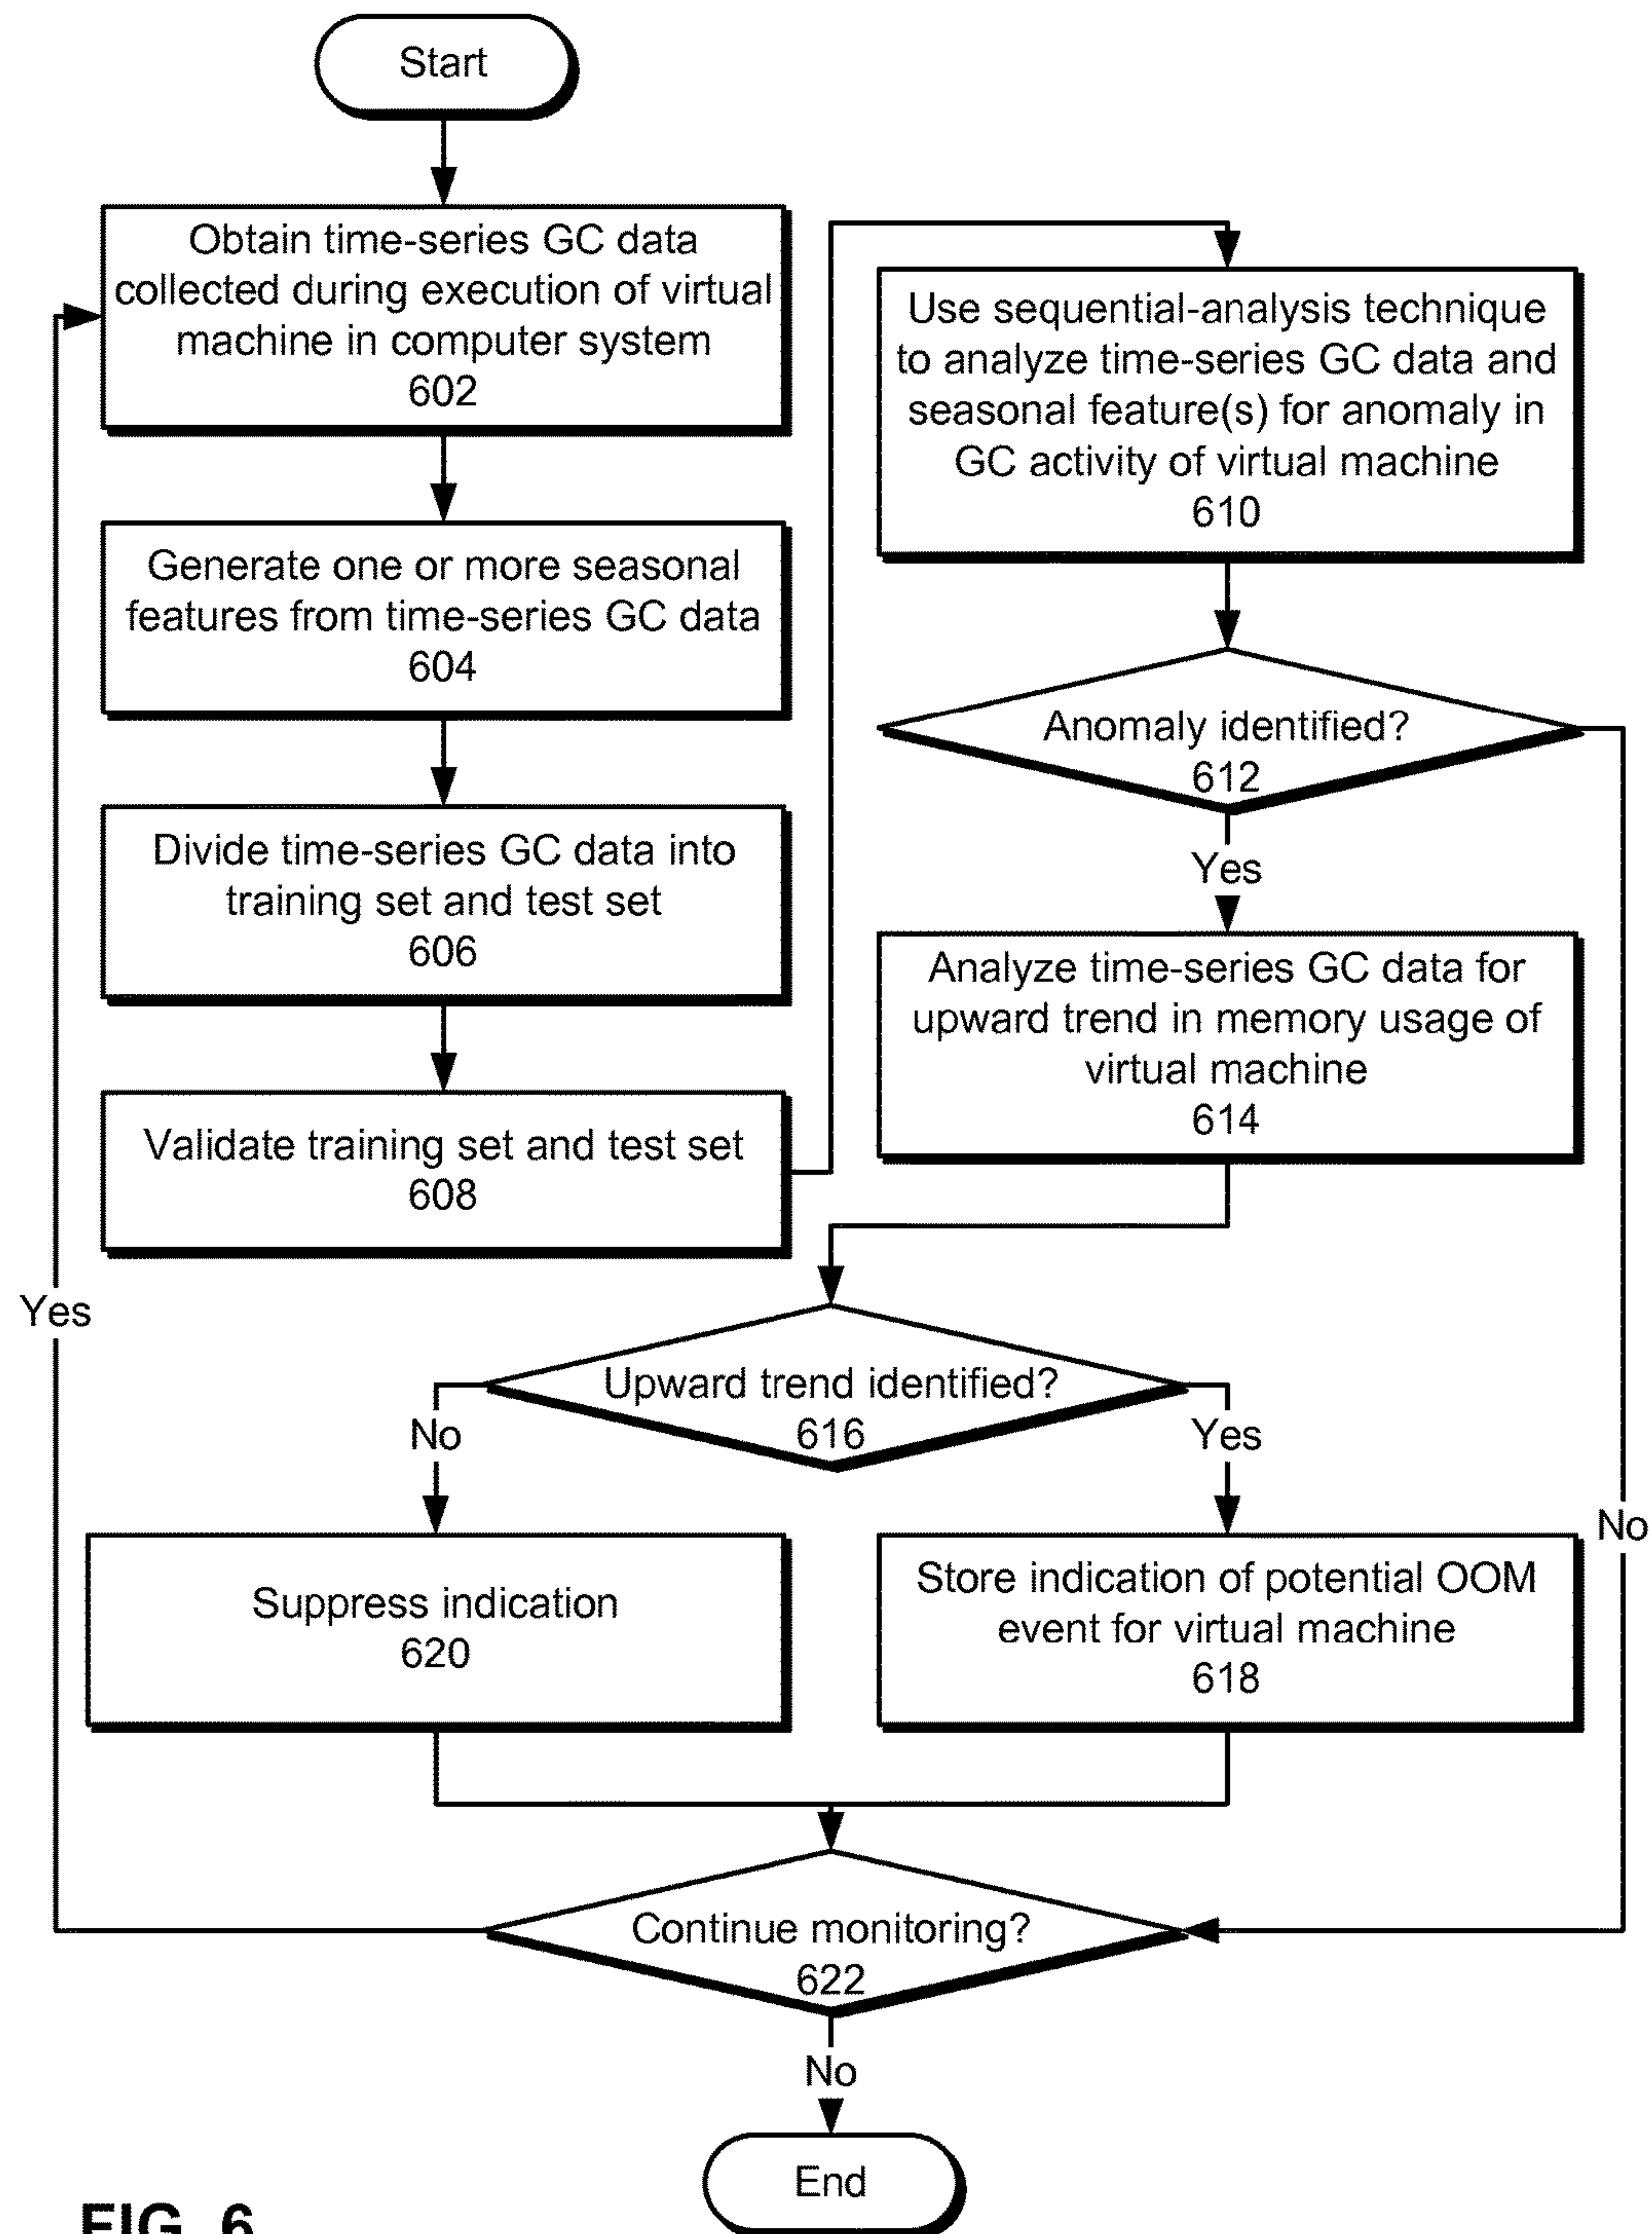 Start
Obtain time-series GC data
collected during execution of virtual
machine in computer system
602
Generate one or more seasonal
features from time-series GC data
604
Divide time-series GC data into
training set and test set
606
Validate training set and test set
608
Use sequential-analysis technique
to analyze time-series GC data and
seasonal feature(s) for anomaly in
GC activity of virtual machine
610
Anomaly identified?
612
Yes
Analyze time-series GC data for
upward trend in memory usage of
virtual machine
614
Yes
Upward trend identified?
616
No
Yes
No
Suppress indication
620
Store indication of potential OOM
event for virtual machine
618
Continue monitoring?
622
No
End
FIG. 6